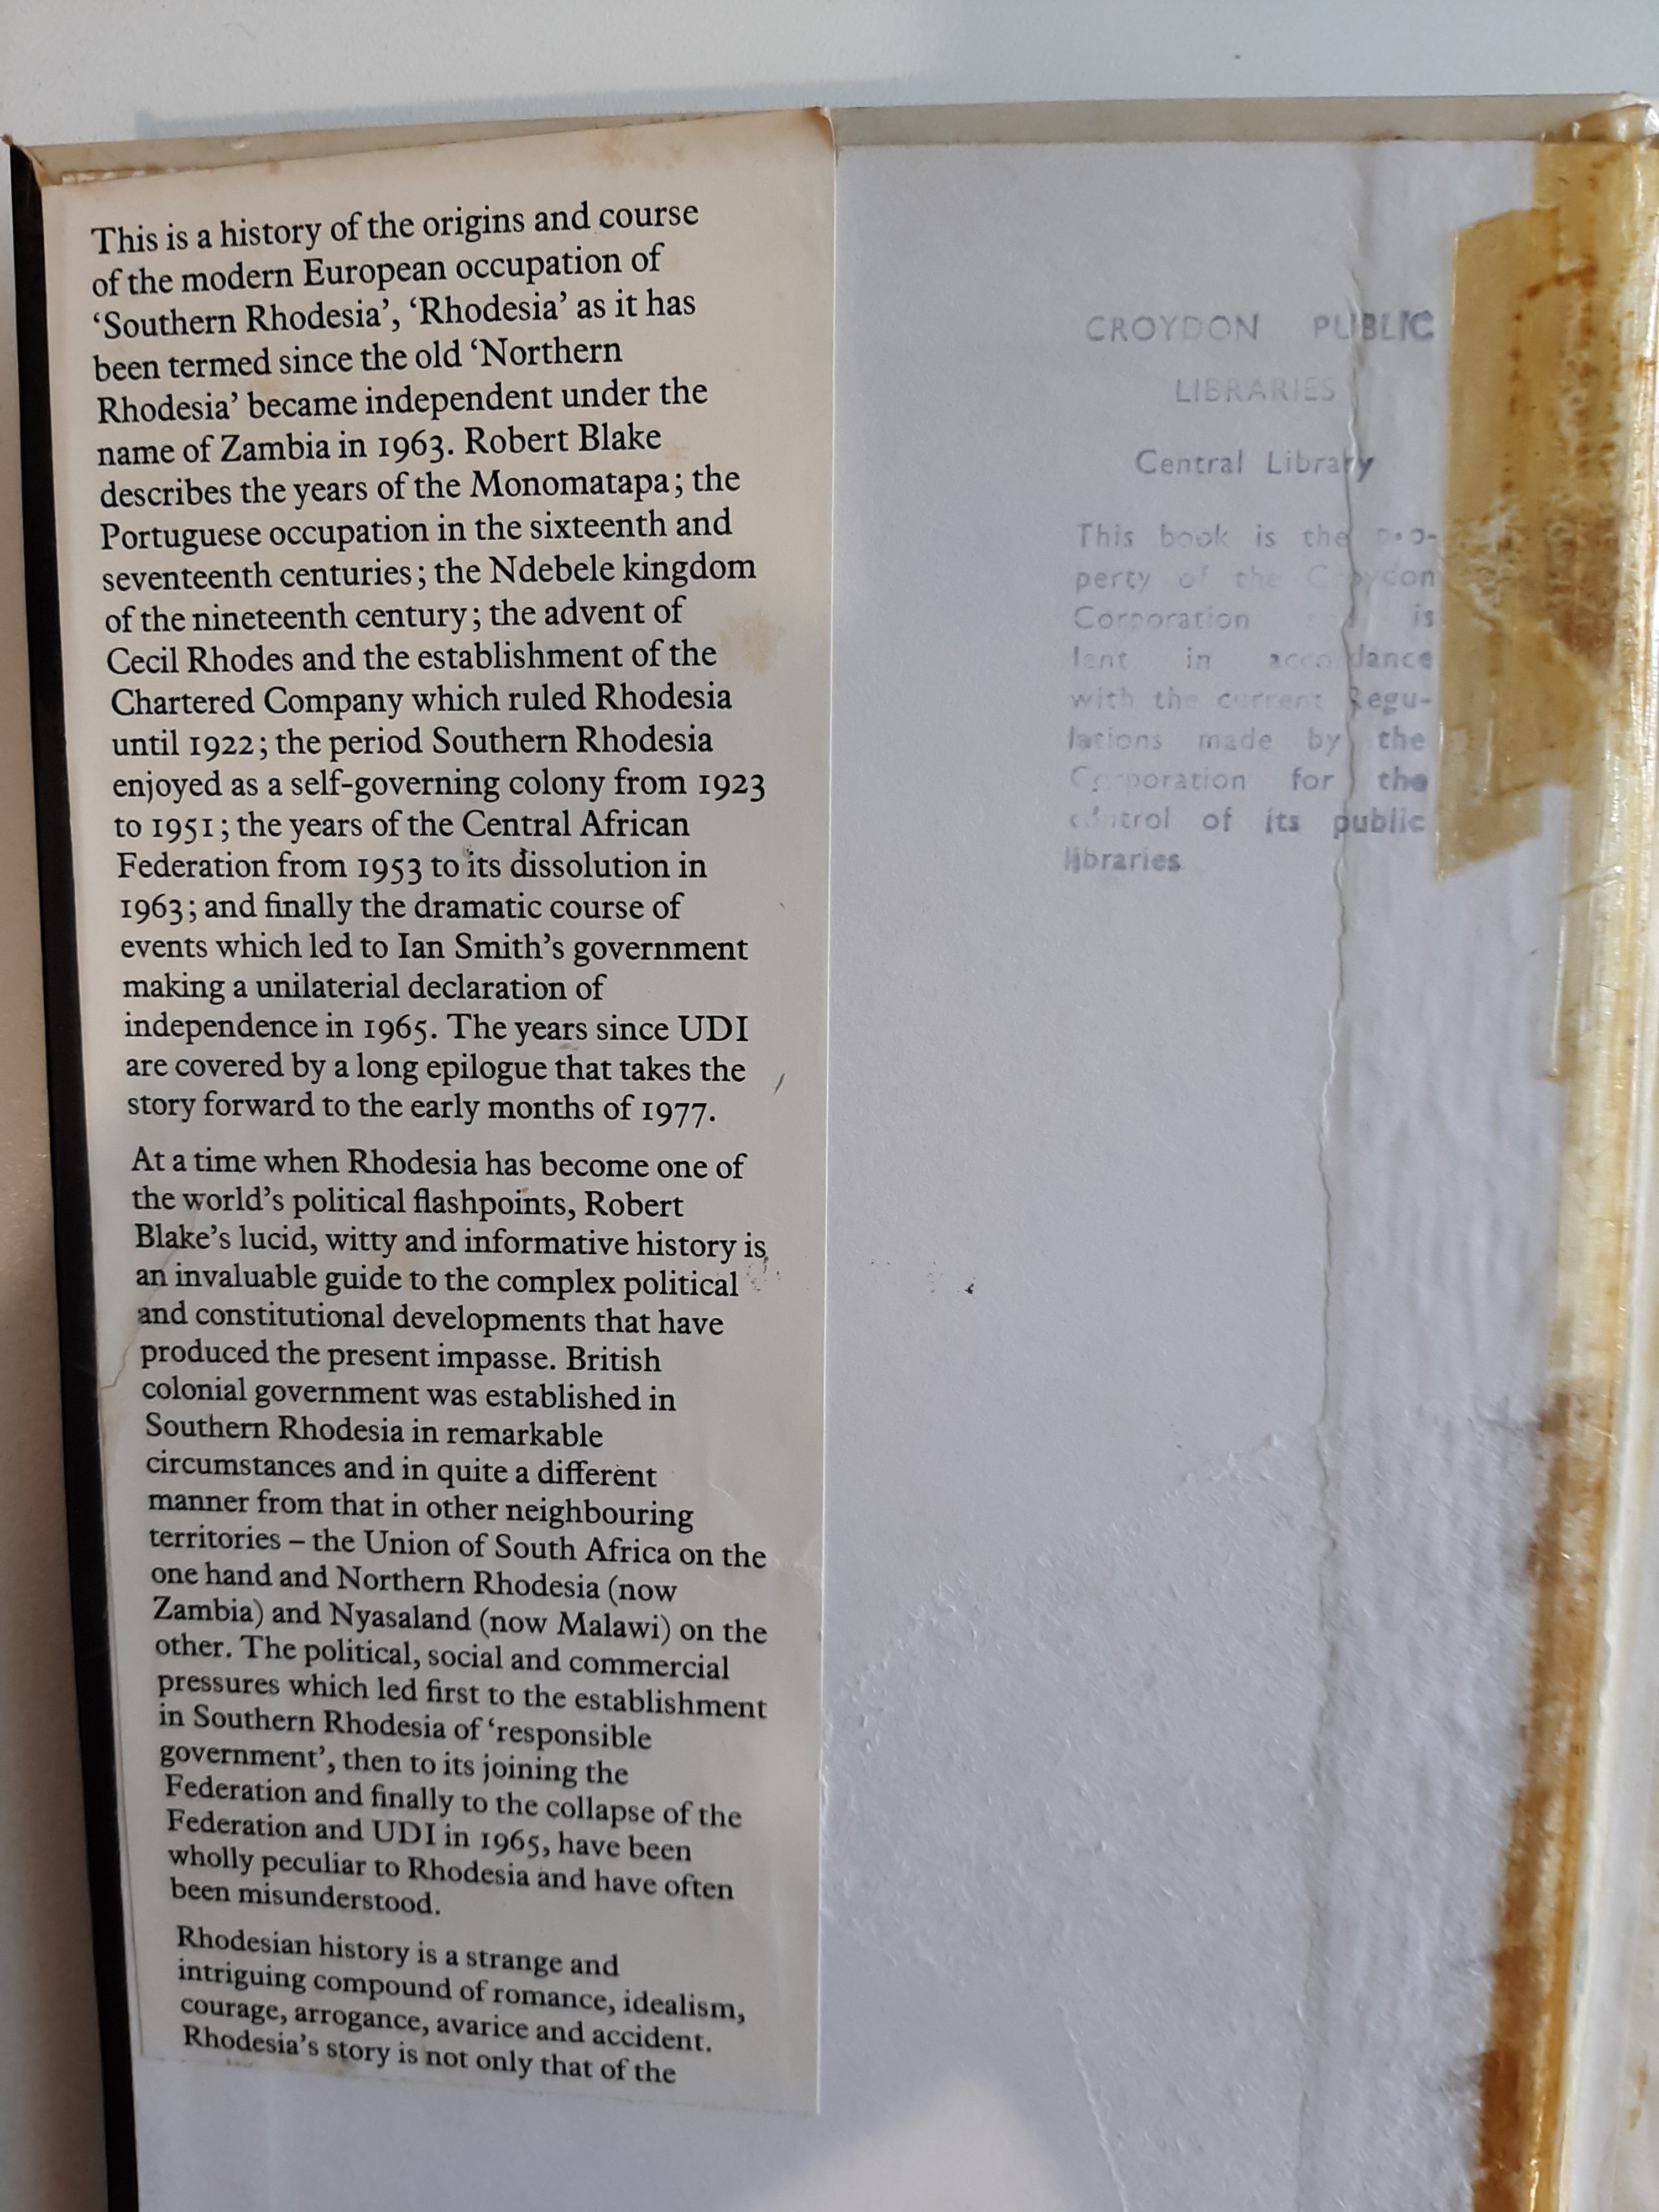 This is a history of the origins and course
of the modern European occupation of
‘Southern Rhodesia’, ‘Rhodesia’ as it has
been termed since the old ‘Northern
Rhodesia’ became independent under the
name of Zambia in 1963. Robert Blake
describes the years of the Monomatapa; the
Portuguese occupation in the sixteenth and
seventeenth centuries; the Ndebele kingdom
of the nineteenth century; the advent of
Cecil Rhodes and the establishment of the
Chartered Company which ruled Rhodesia
until 1922; the period Southern Rhodesia
enjoyed as a self-governing colony from 1923
to 1951; the years of the Central African
Federation from 1953 to its dissolution in
1963; and finally the dramatic course of
events which led to Ian Smith’s government
making a unilaterial declaration of
independence in 1965. The years since UDI
are covered by a long epilogue that takes the
story forward to the early months of 1977.
At a time when Rhodesia has become one of
the world’s political flashpoints, Robert
Blake’s lucid, witty and informative history is
an invaluable guide to the complex political
and constitutional developments that have
produced the present impasse. British
colonial government was established in
Southern Rhodesia in remarkable
circumstances and in quite a different
manner from that in other neighbouring
territories – the Union of South Africa on the
one hand and Northern Rhodesia (now
Zambia) and Nyasaland (now Malawi) on the
other. The political, social and commercial
pressures which led first to the establishment
in Southern Rhodesia of ‘responsible
government’, then to its joining the
Federation and finally to the collapse of the
Federation and UDI in 1965, have been
wholly peculiar to Rhodesia and have often
been misunderstood.
Rhodesian history is a strange and
intriguing compound of romance, idealism,
courage, arrogance, avarice and accident.
Rhodesia’s story is not only that of the
CROYDON PUBLIC
LIBRARIES
Central Library
This book is the pro-
perty of the Croydon
Corporation is
lent in accordance
with the current Regu-
lations made by the
Corporation for the
control of its public
libraries